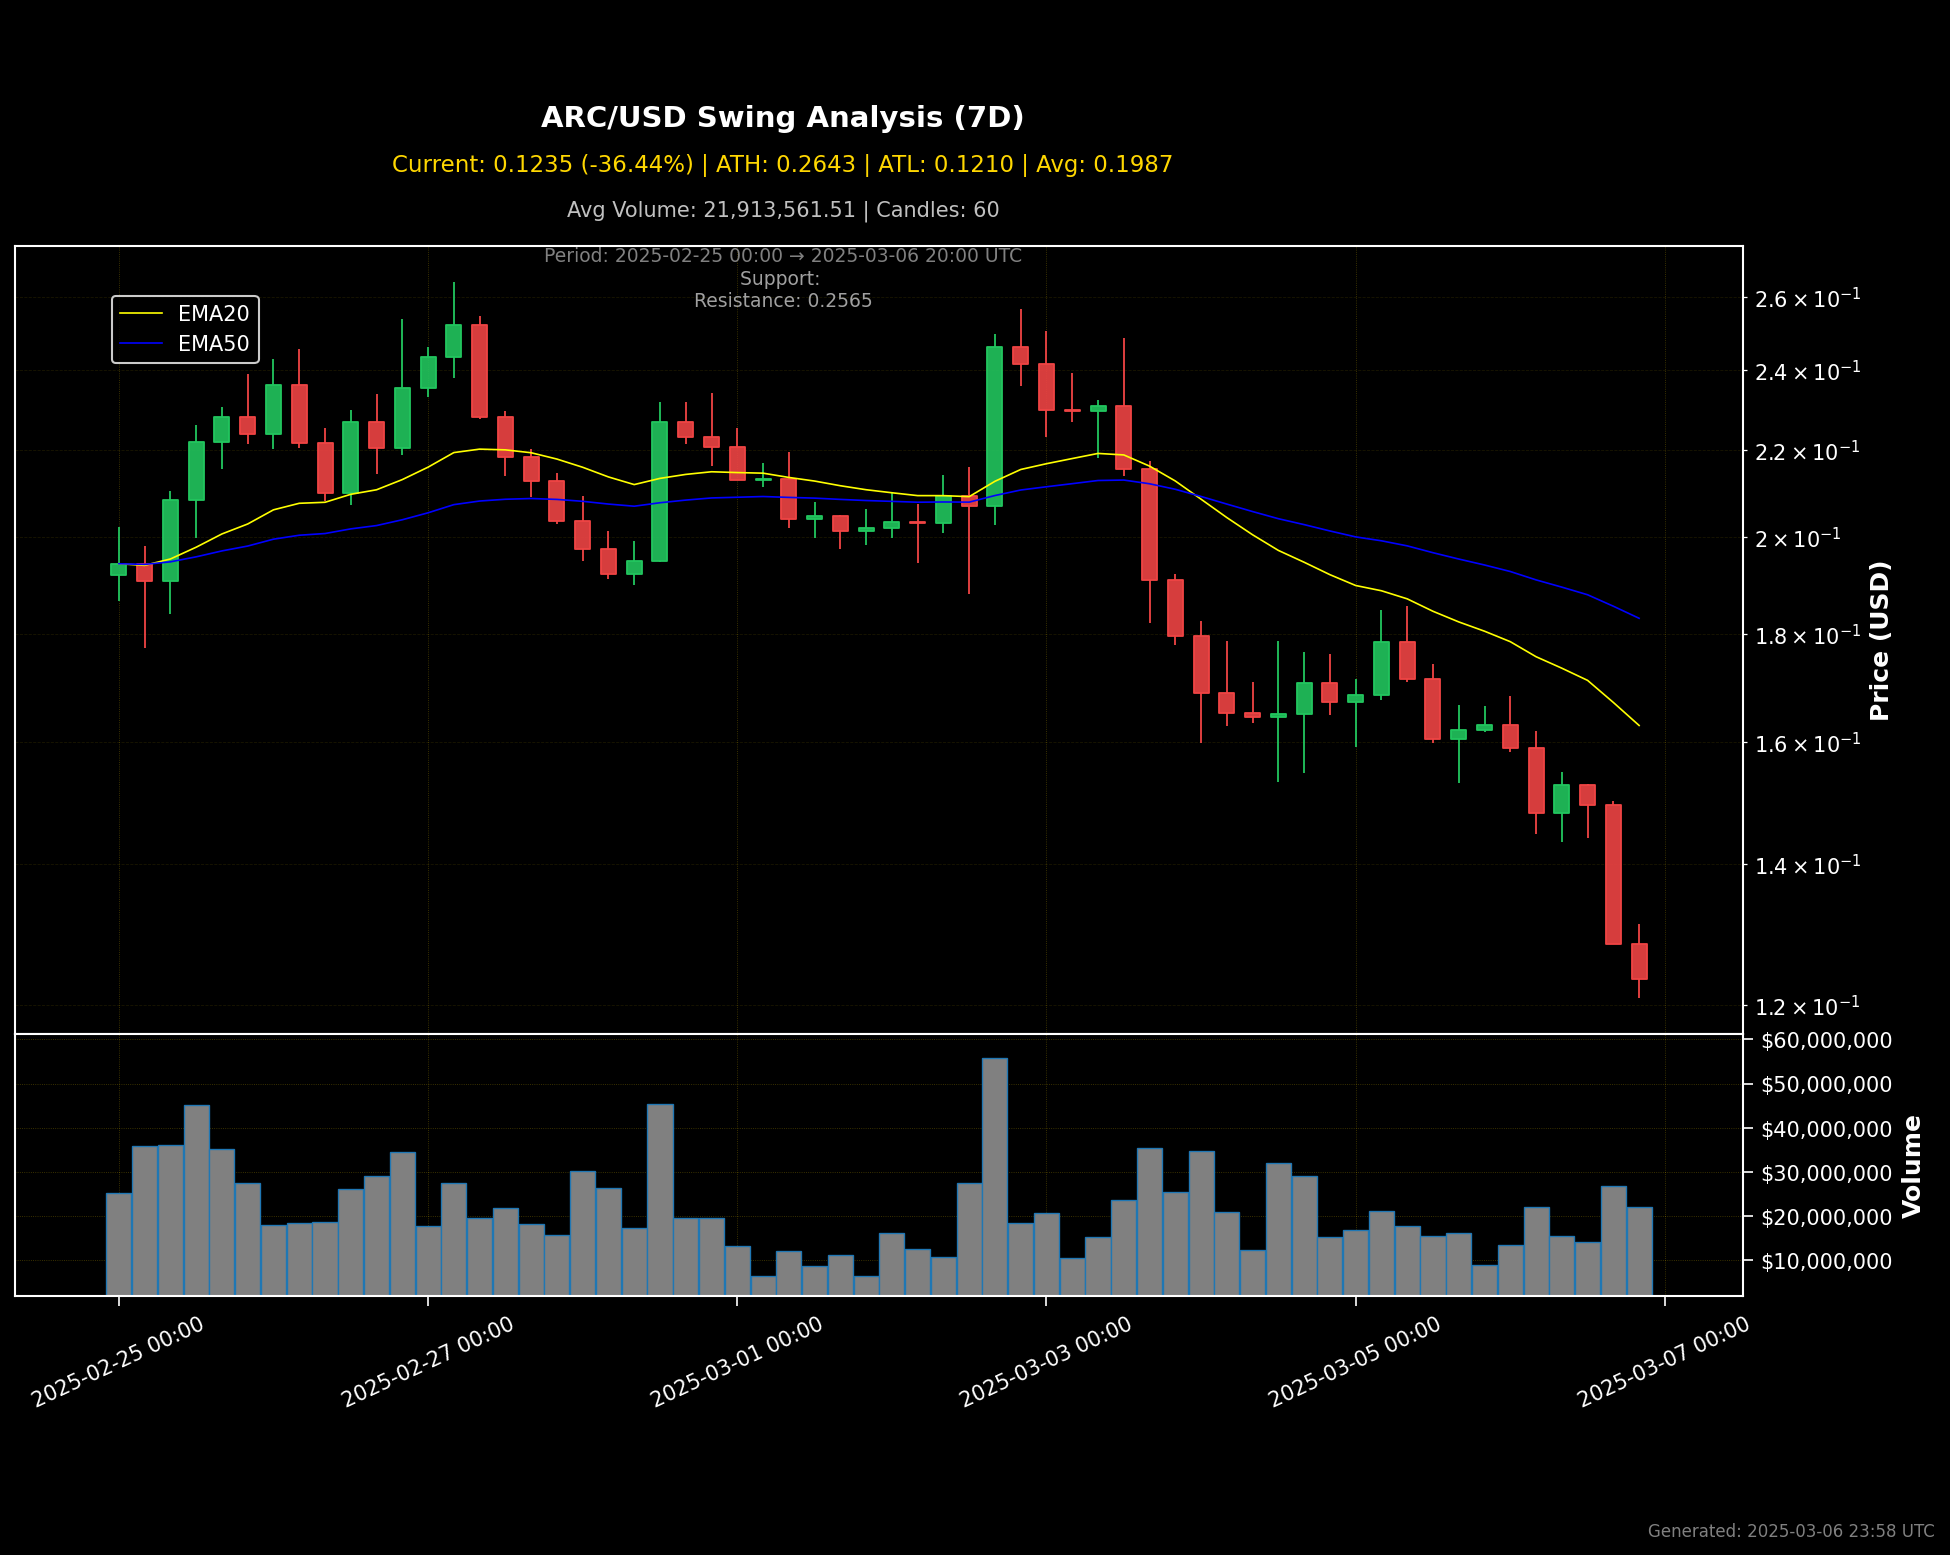 ARC/USD Swing Analysis (7D)
Current: 0.1235 (-36.44%) | ATH: 0.2643 | ATL: 0.1210 | Avg: 0.1987
Avg Volume: 21,913,561.51 | Candles: 60
Period: 2025-02-25 00:00 → 2025-03-06 20:00 UTC
Support:
Resistance: 0.2565
EMA20
EMA50
2.6 × 10⁻¹
2.4 × 10⁻¹
2.2 × 10⁻¹
2 × 10⁻¹
1.8 × 10⁻¹
1.6 × 10⁻¹
1.4 × 10⁻¹
1.2 × 10⁻¹
Price (USD)
$60,000,000
$50,000,000
$40,000,000
$30,000,000
$20,000,000
$10,000,000
Volume
2025-02-25 00:00
2025-02-27 00:00
2025-03-01 00:00
2025-03-03 00:00
2025-03-05 00:00
2025-03-07 00:00
Generated: 2025-03-06 23:58 UTC